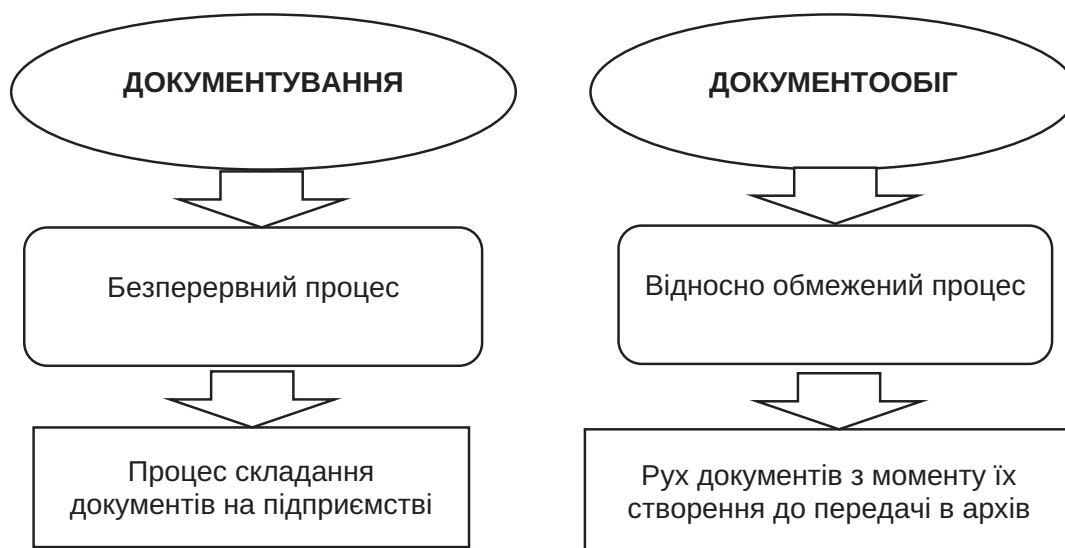 ДОКУМЕНТУВАННЯ
ДОКУМЕНТООБІГ
Безперервний процес
Відносно обмежений процес
Процес складання
документів на підприємстві
Рух документів з моменту їх
створення до передачі в архів